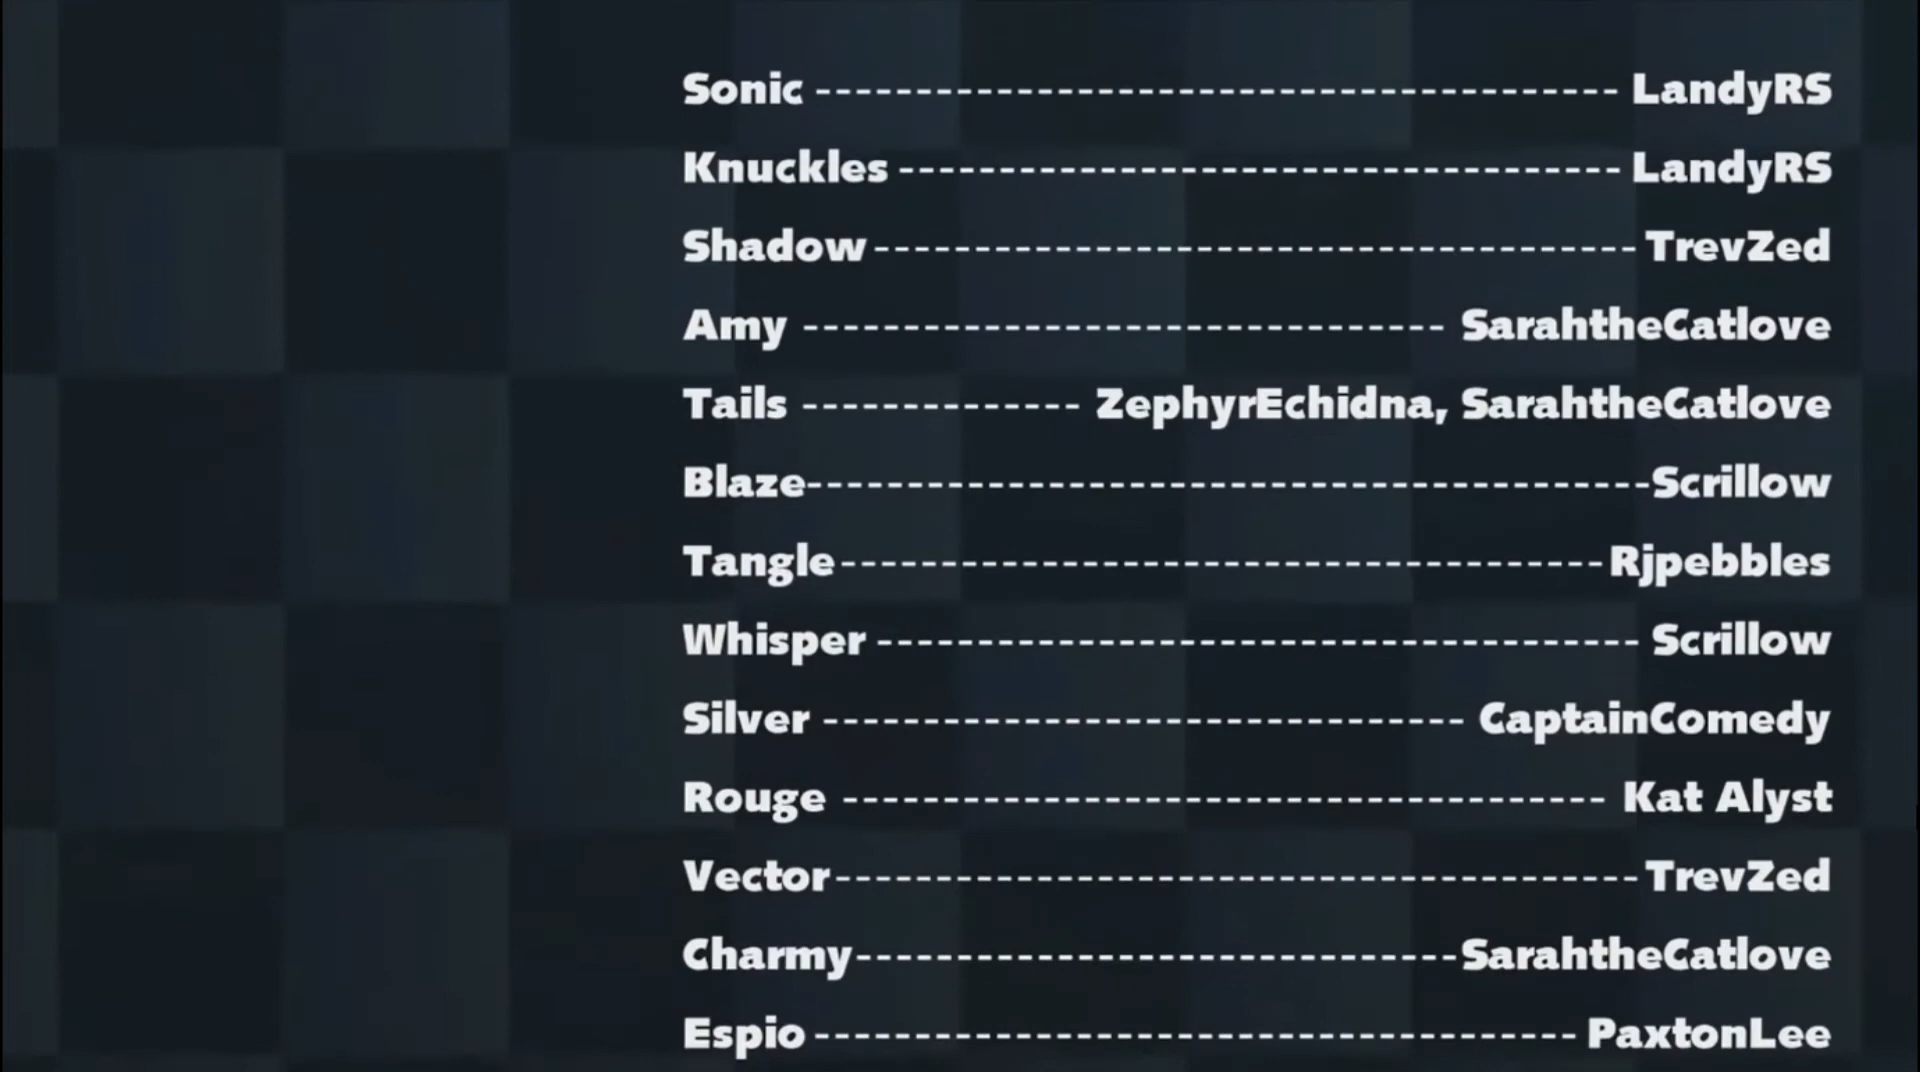 Sonic ---------------------------------------- LandyRS
Knuckles ------------------------------------ LandyRS
Shadow-------------------------------------- TrevZed
Amy -------------------------------- SarahtheCatlove
Tails -------------- ZephyrEchidna, SarahtheCatlove
Blaze------------------------------------------Scrillow
Tangle--------------------------------------Rjpebbles
Whisper -------------------------------------- Scrillow
Silver -------------------------------- CaptainComedy
Rouge -------------------------------------- Kat Alyst
Vector----------------------------------------TrevZed
Charmy------------------------------SarahtheCatlove
Espio -------------------------------------- PaxtonLee